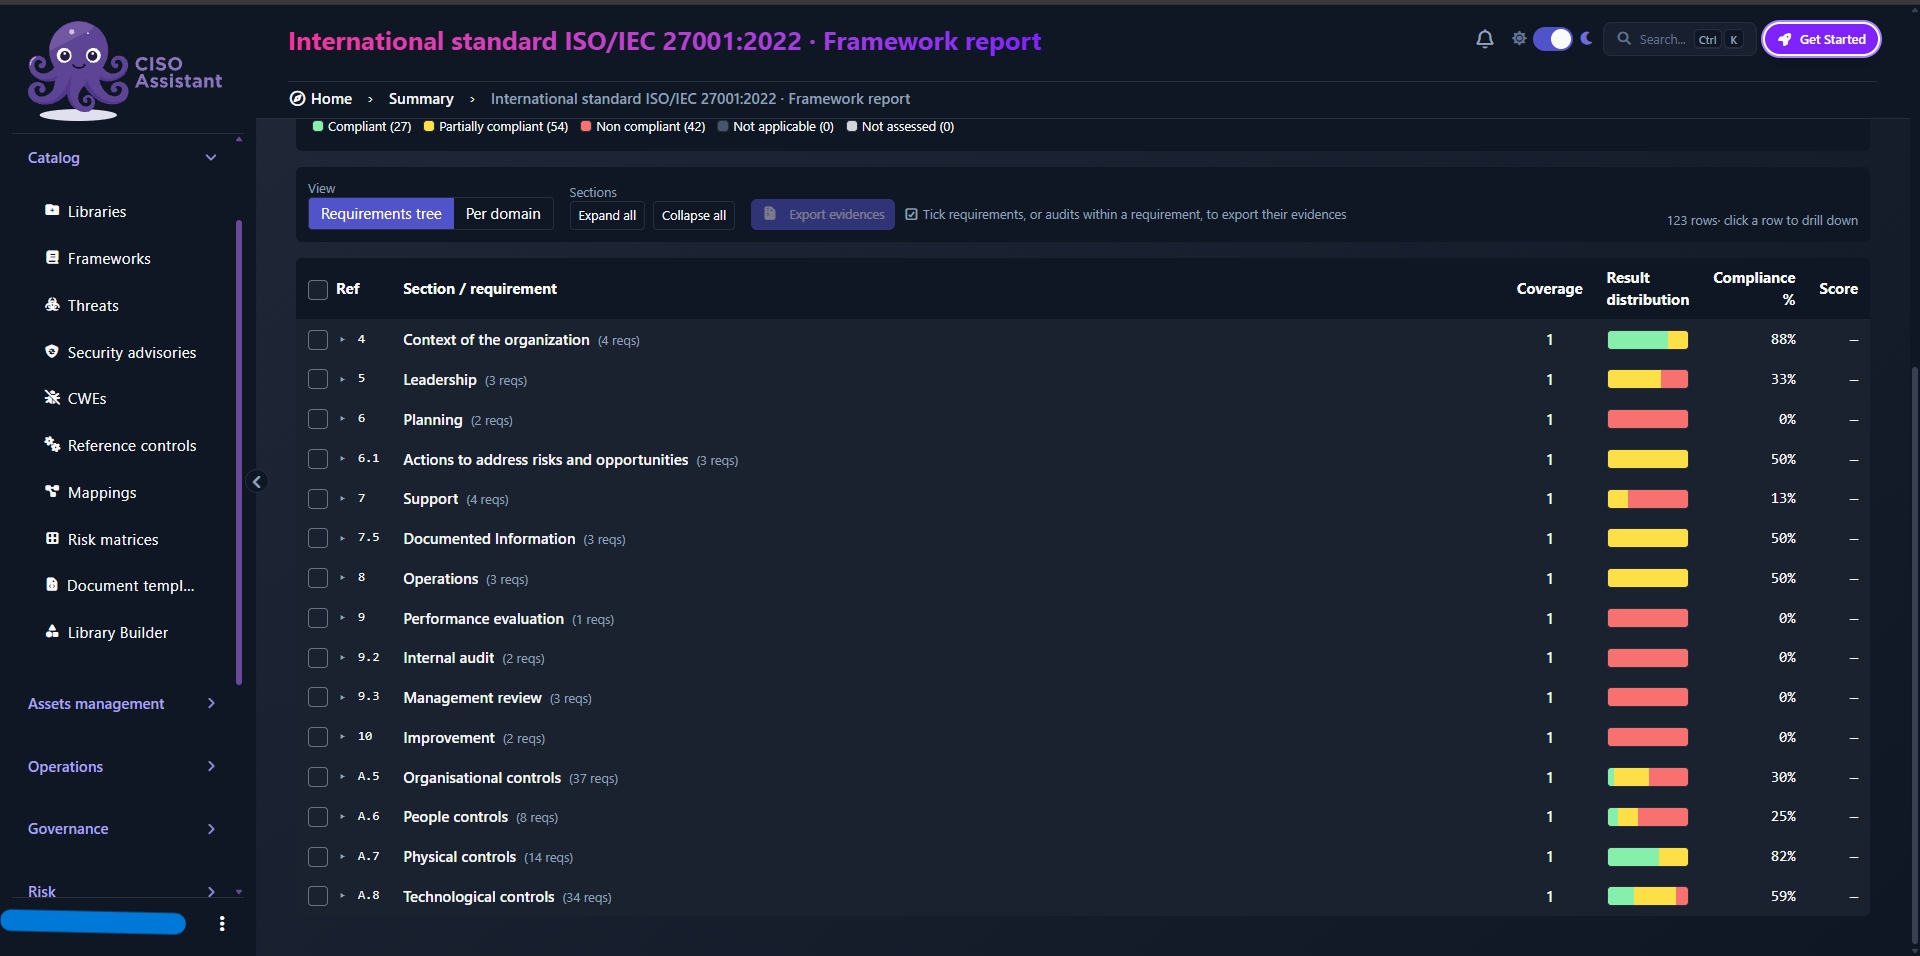 CISO
Assistant
International standard ISO/IEC 27001:2022 · Framework report
Search... Ctrl K
Get Started
Home › Summary › International standard ISO/IEC 27001:2022 · Framework report
Compliant (27) Partially compliant (54) Non compliant (42) Not applicable (0) Not assessed (0)
Catalog
Libraries
Frameworks
Threats
Security advisories
CWEs
Reference controls
Mappings
Risk matrices
Document templ...
Library Builder
Assets management
Operations
Governance
Risk
View
Requirements tree Per domain
Sections
Expand all Collapse all
Export evidences
Tick requirements, or audits within a requirement, to export their evidences
123 rows· click a row to drill down
Ref Section / requirement Coverage Result distribution Compliance % Score
4 Context of the organization (4 reqs) 1 88% –
5 Leadership (3 reqs) 1 33% –
6 Planning (2 reqs) 1 0% –
6.1 Actions to address risks and opportunities (3 reqs) 1 50% –
7 Support (4 reqs) 1 13% –
7.5 Documented Information (3 reqs) 1 50% –
8 Operations (3 reqs) 1 50% –
9 Performance evaluation (1 reqs) 1 0% –
9.2 Internal audit (2 reqs) 1 0% –
9.3 Management review (3 reqs) 1 0% –
10 Improvement (2 reqs) 1 0% –
A.5 Organisational controls (37 reqs) 1 30% –
A.6 People controls (8 reqs) 1 25% –
A.7 Physical controls (14 reqs) 1 82% –
A.8 Technological controls (34 reqs) 1 59% –